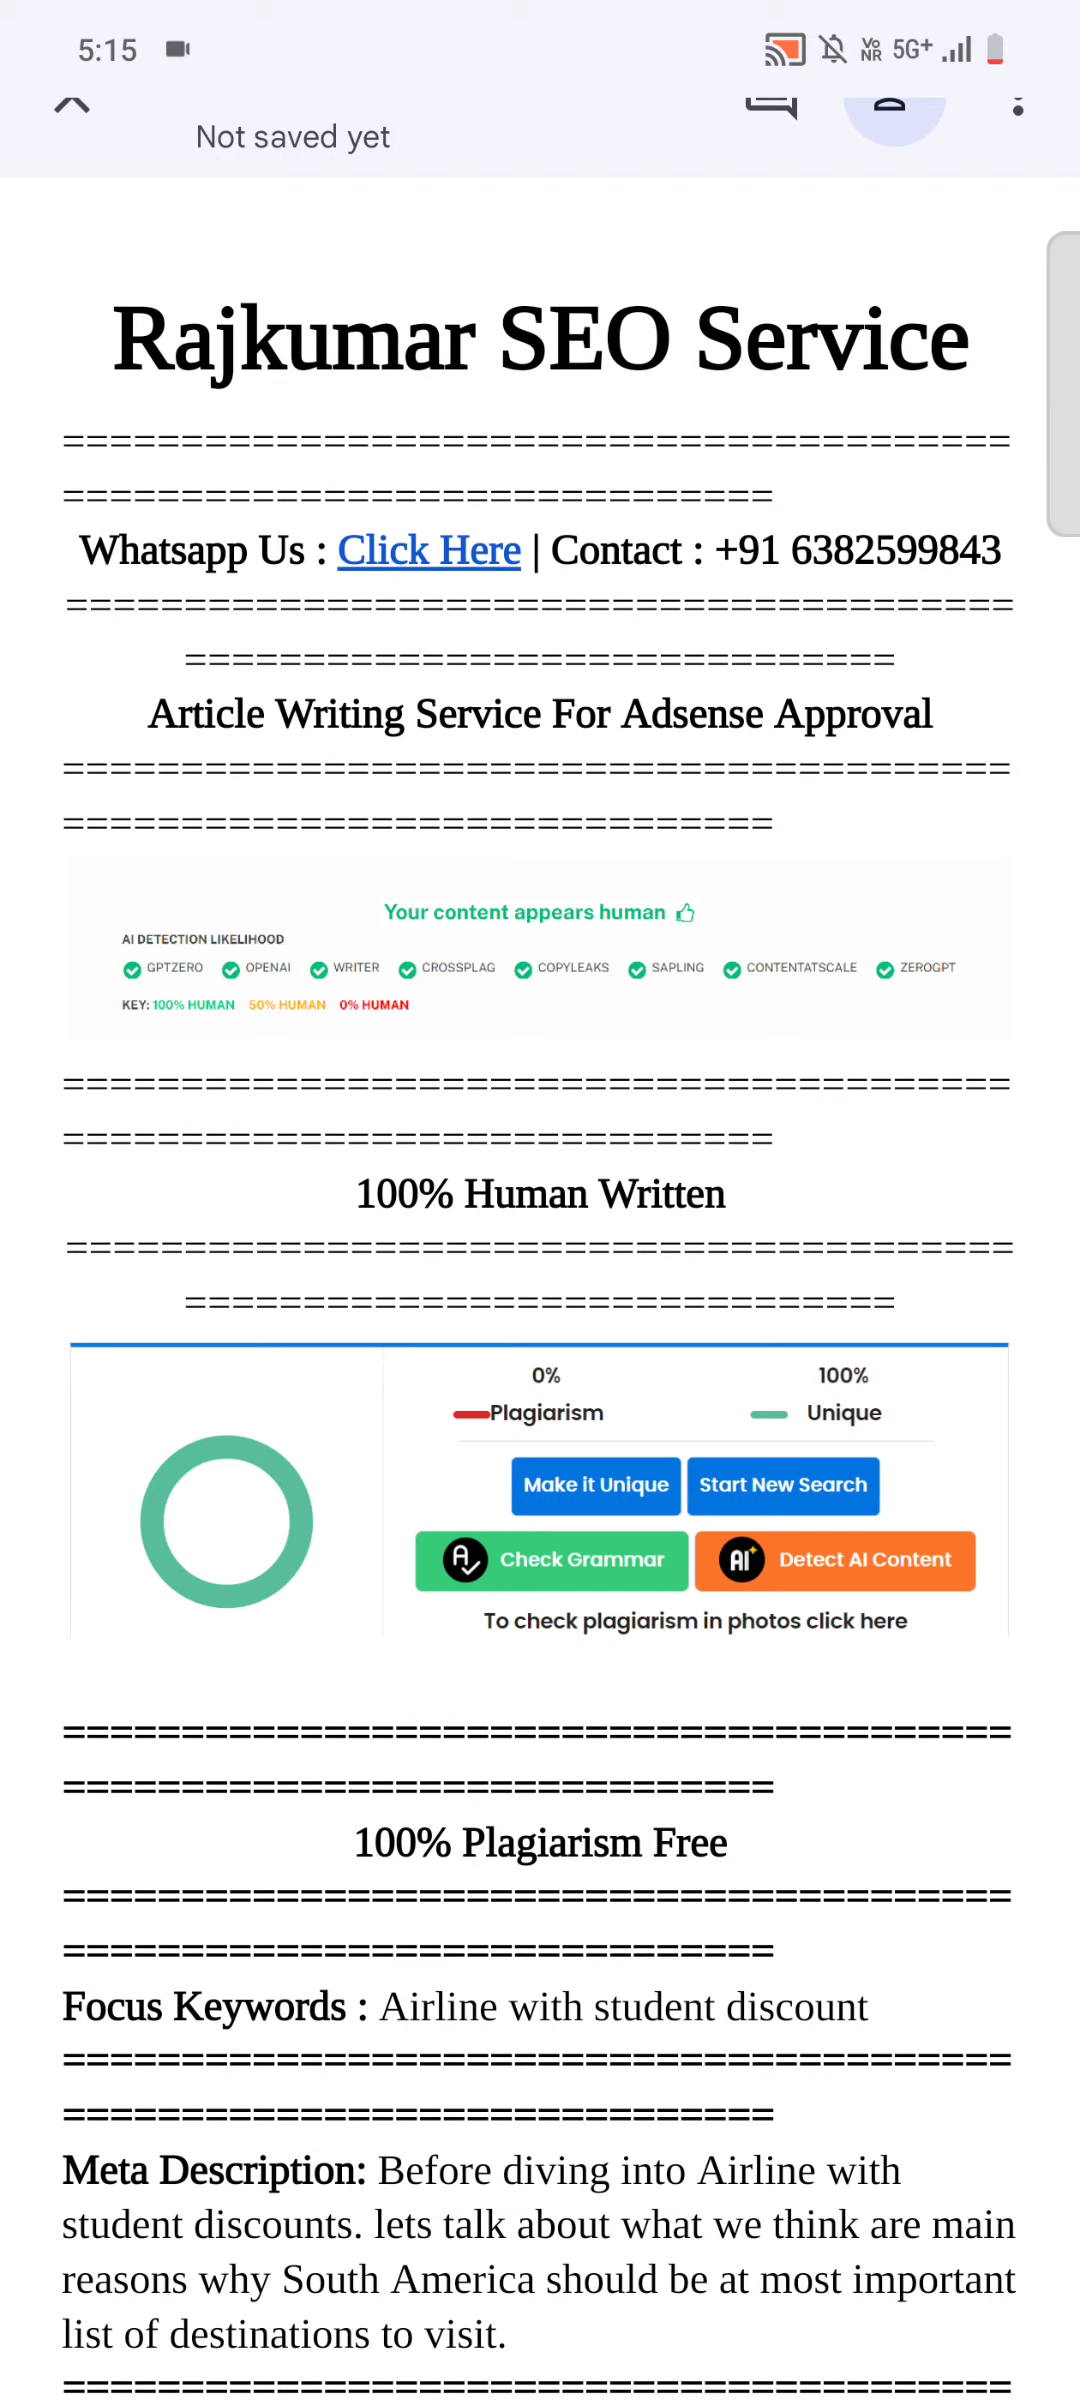 5:15 Vo NR 5G+
Not saved yet
Rajkumar SEO Service
========================================
==============================
Whatsapp Us : Click Here | Contact : +91 6382599843
========================================
==============================
Article Writing Service For Adsense Approval
========================================
==============================
Your content appears human
AI DETECTION LIKELIHOOD
GPTZERO OPENAI WRITER CROSSPLAG COPYLEAKS SAPLING CONTENTATSCALE ZEROGPT
KEY: 100% HUMAN 50% HUMAN 0% HUMAN
========================================
==============================
100% Human Written
========================================
==============================
0% 100%
Plagiarism Unique
Make it Unique Start New Search
Check Grammar AI Detect AI Content
To check plagiarism in photos click here
========================================
==============================
100% Plagiarism Free
========================================
==============================
Focus Keywords : Airline with student discount
========================================
==============================
Meta Description: Before diving into Airline with
student discounts. lets talk about what we think are main
reasons why South America should be at most important
list of destinations to visit.
========================================